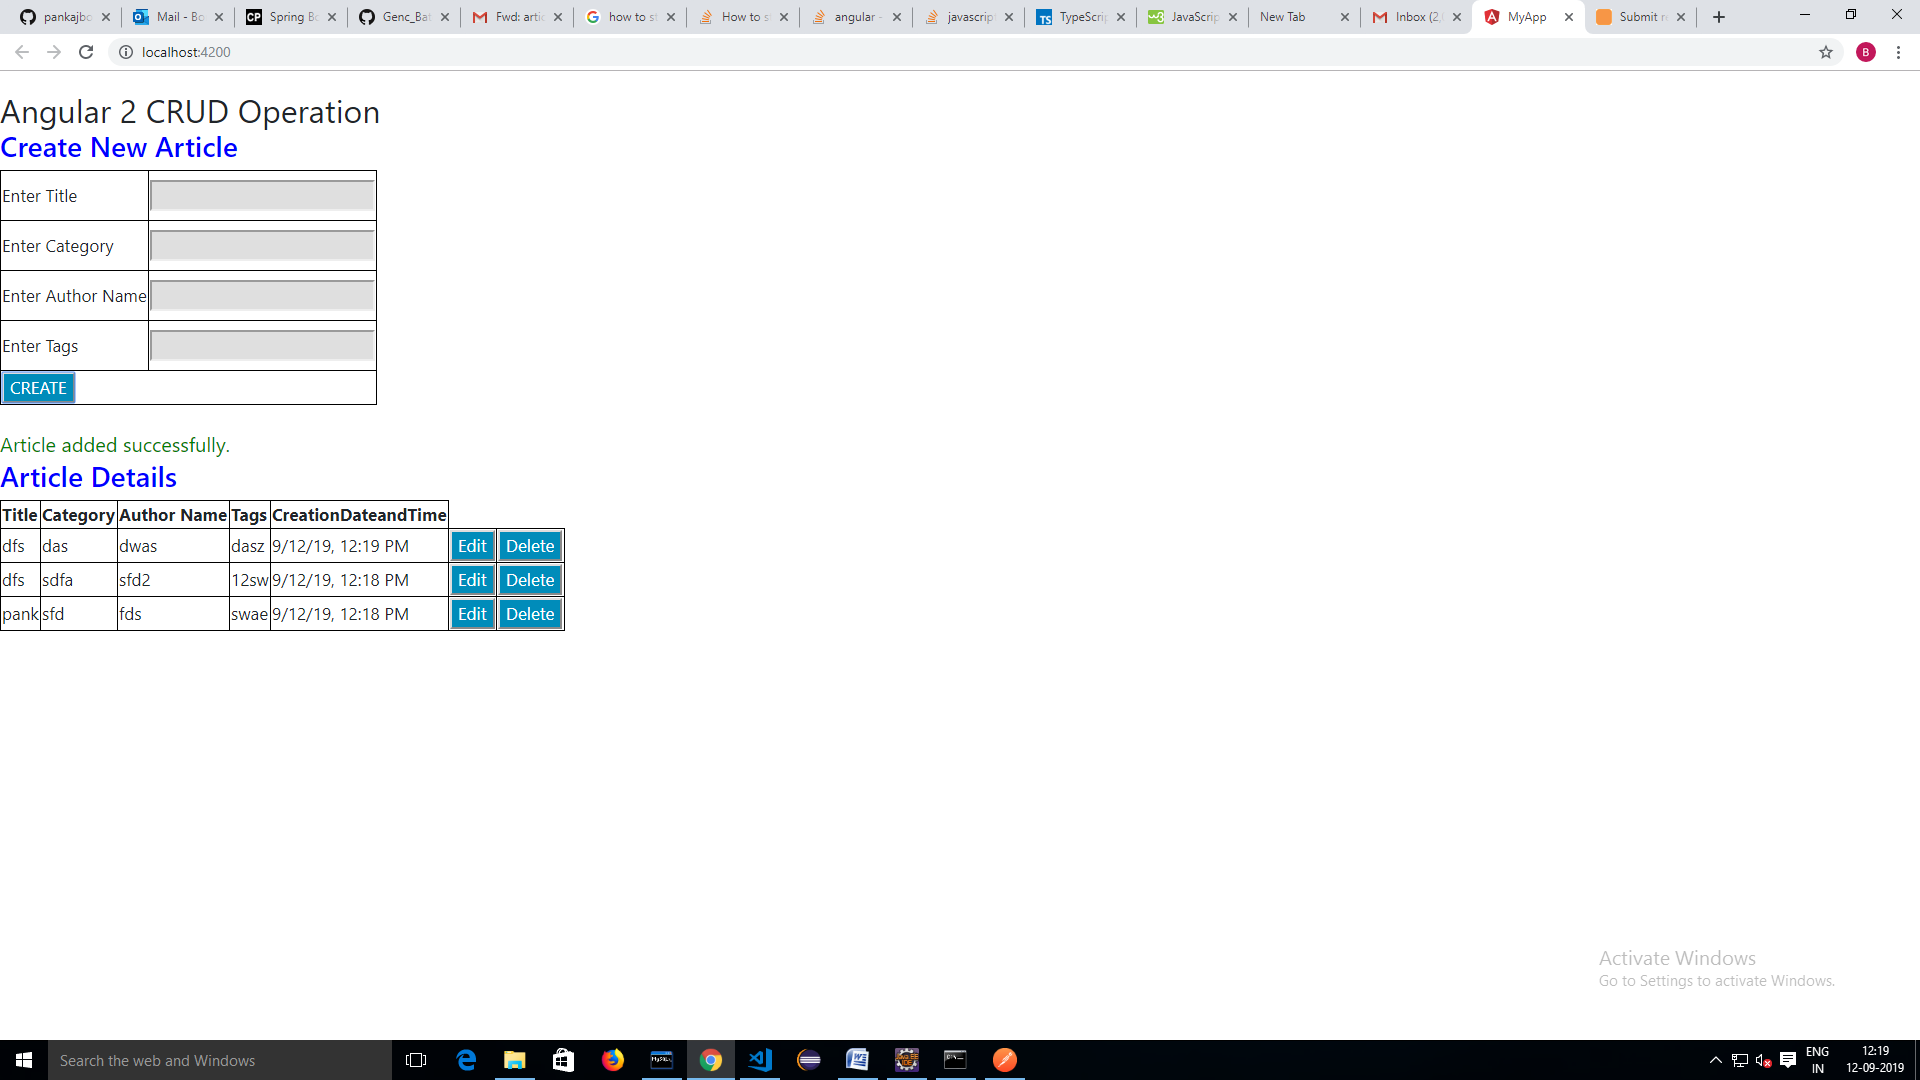 pankajbo
Mail - Bo
Spring Bo
Genc_Bat
Fwd: artic
how to st
How to st
angular -
javascript
TypeScrip
JavaScrip
New Tab
Inbox (2,
MyApp
Submit r
localhost:4200
B
Angular 2 CRUD Operation
Create New Article
Enter Title
Enter Category
Enter Author Name
Enter Tags
CREATE
Article added successfully.
Article Details
Title Category Author Name Tags CreationDateandTime
dfs das dwas dasz 9/12/19, 12:19 PM Edit Delete
dfs sdfa sfd2 12sw 9/12/19, 12:18 PM Edit Delete
pank sfd fds swae 9/12/19, 12:18 PM Edit Delete
Activate Windows
Go to Settings to activate Windows.
Search the web and Windows
ENG
IN
12:19
12-09-2019